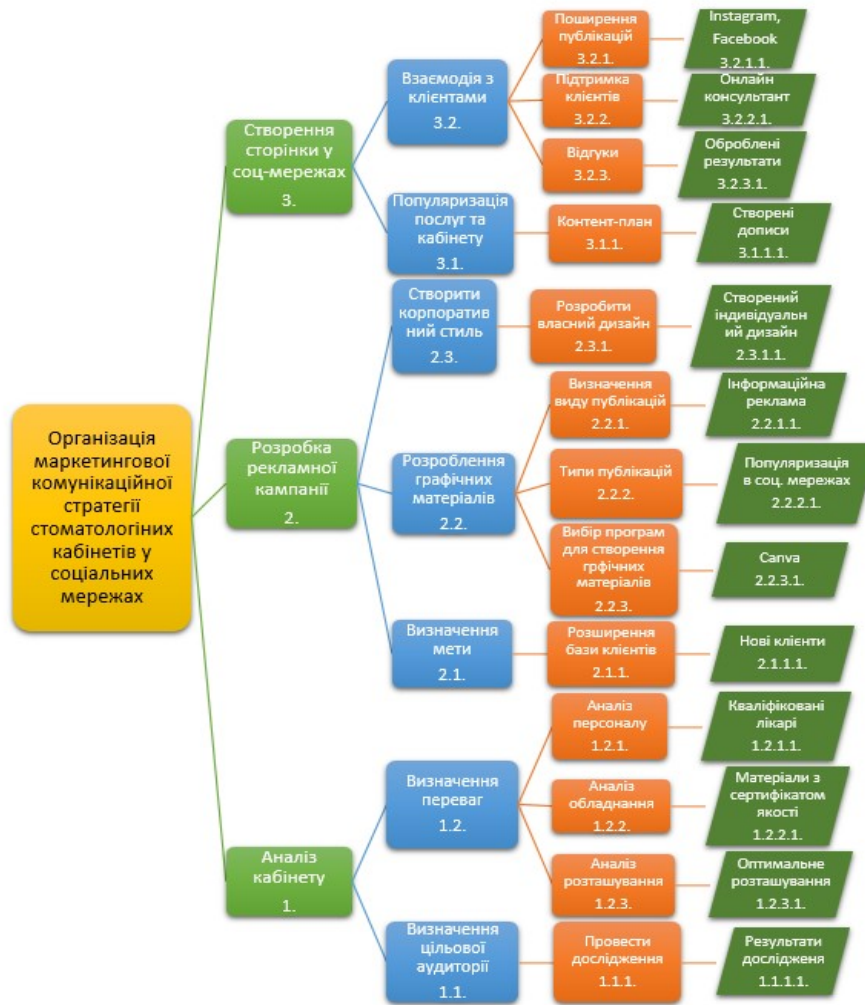 Організація
маркетингової
комунікаційної
стратегії
стоматологіних
кабінетів у
соціальних
мережах
Створення
сторінки у
соц-мережах
3.
Взаємодія з
клієнтами
3.2.
Поширення
публікацій
3.2.1.
Instagram,
Facebook
3.2.1.1.
Підтримка
клієнтів
3.2.2.
Онлайн
консультант
3.2.2.1.
Відгуки
3.2.3.
Оброблені
результати
3.2.3.1.
Популяризація
послуг та
кабінету
3.1.
Контент-план
3.1.1.
Створені
дописи
3.1.1.1.
Розробка
рекламної
кампанії
2.
Створити
корпоратив
ний стиль
2.3.
Розробити
власний дизайн
2.3.1.
Створений
індивідуальн
ий дизайн
2.3.1.1.
Розроблення
графічних
матеріалів
2.2.
Визначення
виду публікацій
2.2.1.
Інформаційна
реклама
2.2.1.1.
Типи публікацій
2.2.2.
Популяризація
в соц. мережах
2.2.2.1.
Вибір програм
для створення
грфічних
матеріалів
2.2.3.
Canva
2.2.3.1.
Визначення
мети
2.1.
Розширення
бази клієнтів
2.1.1.
Нові клієнти
2.1.1.1.
Аналіз
кабінету
1.
Визначення
переваг
1.2.
Аналіз
персоналу
1.2.1.
Кваліфіковані
лікарі
1.2.1.1.
Аналіз
обладнання
1.2.2.
Матеріали з
сертифікатом
якості
1.2.2.1.
Аналіз
розташування
1.2.3.
Оптимальне
розташування
1.2.3.1.
Визначення
цільової
аудиторії
1.1.
Провести
дослідження
1.1.1.
Результати
дослідженя
1.1.1.1.